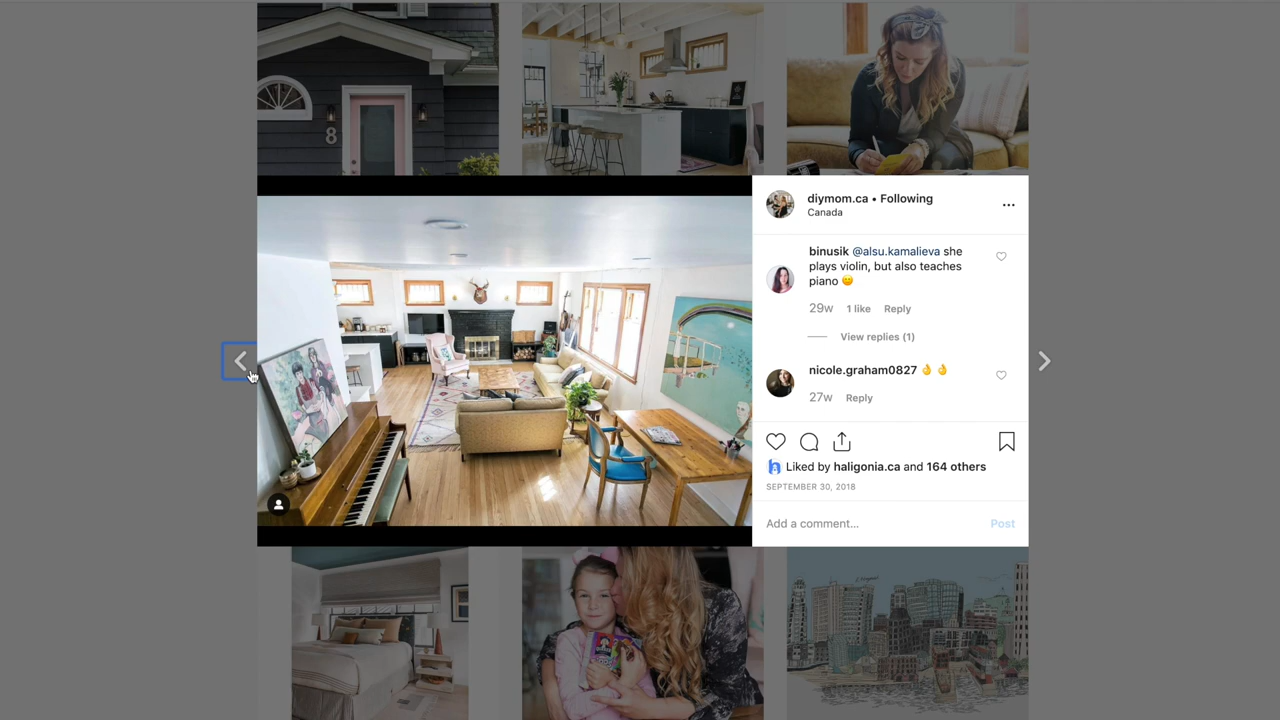 8
diymom.ca • Following
Canada
binusik @alsu.kamalieva she
plays violin, but also teaches
piano 😊
29w 1 like Reply
View replies (1)
nicole.graham0827 👌👌
27w Reply
Liked by haligonia.ca and 164 others
SEPTEMBER 30, 2018
Add a comment... Post